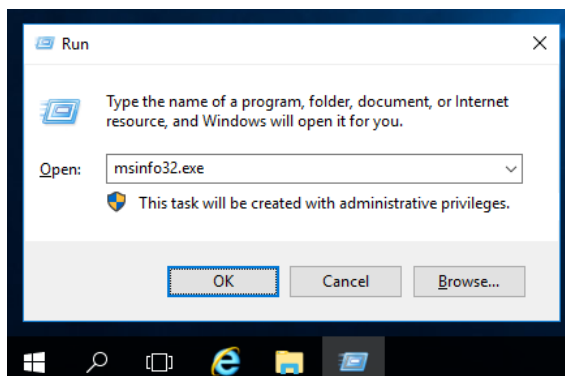 Run
Type the name of a program, folder, document, or Internet
resource, and Windows will open it for you.
Open:
msinfo32.exe
This task will be created with administrative privileges.
OK
Cancel
Browse...